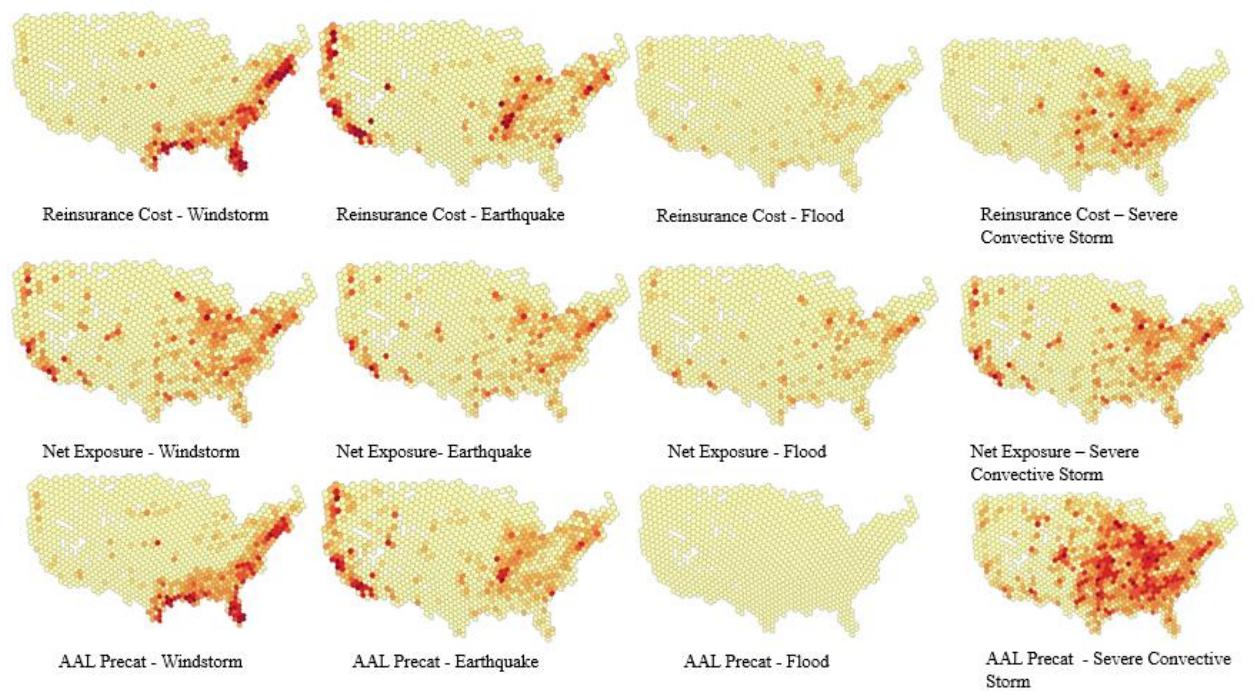 Reinsurance Cost - Windstorm
Reinsurance Cost - Earthquake
Reinsurance Cost - Flood
Reinsurance Cost – Severe
Convective Storm
Net Exposure - Windstorm
Net Exposure- Earthquake
Net Exposure - Flood
Net Exposure – Severe
Convective Storm
AAL Precat - Windstorm
AAL Precat - Earthquake
AAL Precat - Flood
AAL Precat - Severe Convective
Storm